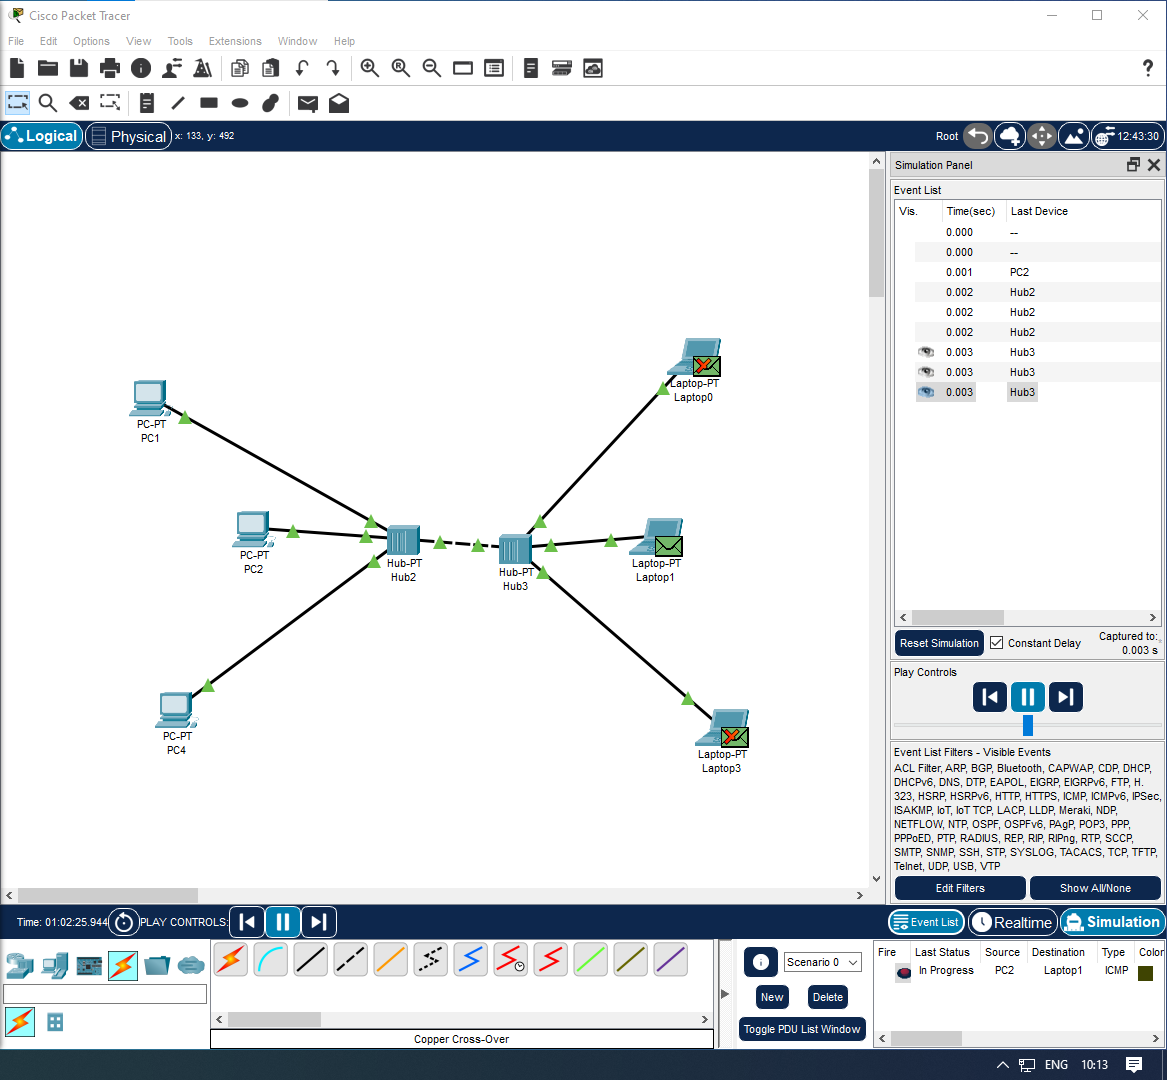 Cisco Packet Tracer
File Edit Options View Tools Extensions Window Help
?
Logical Physical x: 133, y: 492 Root 12:43:30
Simulation Panel
Event List
Vis. Time(sec) Last Device
0.000 --
0.000 --
0.001 PC2
0.002 Hub2
0.002 Hub2
0.002 Hub2
0.003 Hub3
0.003 Hub3
0.003 Hub3
Laptop-PT
Laptop0
PC-PT
PC1
PC-PT
PC2
Hub-PT
Hub2
Hub-PT
Hub3
Laptop-PT
Laptop1
PC-PT
PC4
Laptop-PT
Laptop3
Reset Simulation Constant Delay Captured to:
0.003 s
Play Controls
Event List Filters - Visible Events
ACL Filter, ARP, BGP, Bluetooth, CAPWAP, CDP, DHCP,
DHCPv6, DNS, DTP, EAPOL, EIGRP, EIGRPv6, FTP, H.
323, HSRP, HSRPv6, HTTP, HTTPS, ICMP, ICMPv6, IPSec,
ISAKMP, IoT, IoT TCP, LACP, LLDP, Meraki, NDP,
NETFLOW, NTP, OSPF, OSPFv6, PAgP, POP3, PPP,
PPPoED, PTP, RADIUS, REP, RIP, RIPng, RTP, SCCP,
SMTP, SNMP, SSH, STP, SYSLOG, TACACS, TCP, TFTP,
Telnet, UDP, USB, VTP
Edit Filters Show All/None
Time: 01:02:25.944 PLAY CONTROLS: Event List Realtime Simulation
Scenario 0
New Delete
Toggle PDU List Window
Fire Last Status Source Destination Type Color
In Progress PC2 Laptop1 ICMP
Copper Cross-Over
ENG 10:13